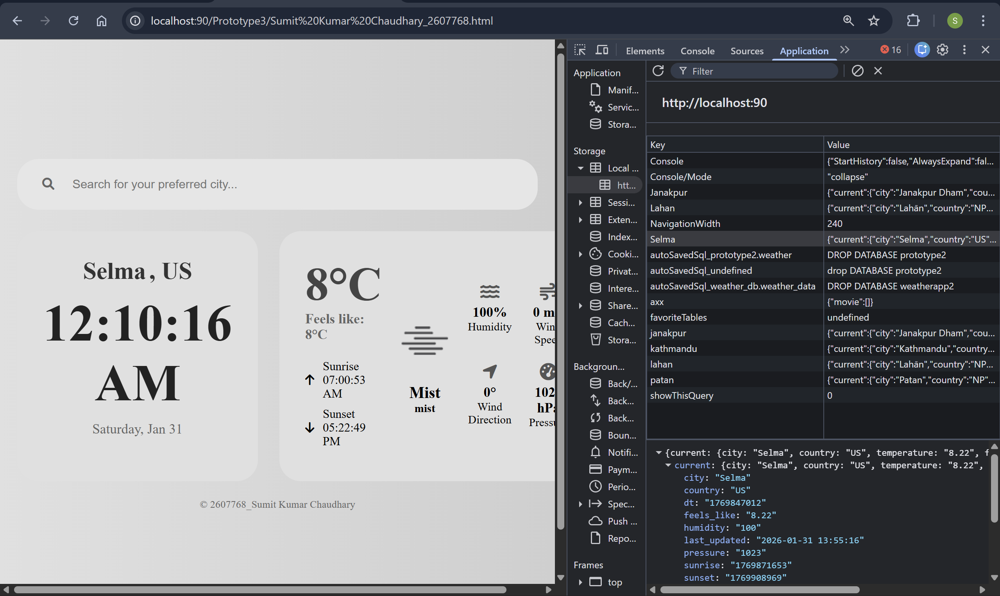 localhost:90/Prototype3/Sumit%20Kumar%20Chaudhary_2607768.html
S
Search for your preferred city...
Selma, US
12:10:16
AM
Saturday, Jan 31
8°C
Feels like:
8°C
Sunrise
07:00:53
AM
Sunset
05:22:49
PM
Mist
mist
100%
Humidity
0 m
Win
Spee
0°
Wind
Direction
102
hPa
Pressu
© 2607768_Sumit Kumar Chaudhary
Elements
Console
Sources
Application
16
Application
Manif...
Servic...
Stora...
Storage
Local ...
htt...
Sessi...
Exten...
Index...
Cooki...
Privat...
Intere...
Share...
Cach...
Stora...
Backgroun...
Back/...
Back...
Back...
Boun...
Notifi...
Paym...
Perio...
Spec...
Push ...
Repo...
Frames
top
Filter
http://localhost:90
Key Value
Console {"StartHistory":false,"AlwaysExpand":fal...
Console/Mode "collapse"
Janakpur {"current":{"city":"Janakpur Dham","cou...
Lahan {"current":{"city":"Lahān","country":"NP...
NavigationWidth 240
Selma {"current":{"city":"Selma","country":"US"...
autoSavedSql_prototype2.weather DROP DATABASE prototype2
autoSavedSql_undefined drop DATABASE prototype2
autoSavedSql_weather_db.weather_data DROP DATABASE weatherapp2
axx {"movie":[]}
favoriteTables undefined
janakpur {"current":{"city":"Janakpur Dham","cou...
kathmandu {"current":{"city":"Kathmandu","country...
lahan {"current":{"city":"Lahān","country":"NP...
patan {"current":{"city":"Patan","country":"NP"...
showThisQuery 0
{current: {city: "Selma", country: "US", temperature: "8.22", f
current: {city: "Selma", country: "US", temperature: "8.22",
city: "Selma"
country: "US"
dt: "1769847012"
feels_like: "8.22"
humidity: "100"
last_updated: "2026-01-31 13:55:16"
pressure: "1023"
sunrise: "1769871653"
sunset: "1769908969"